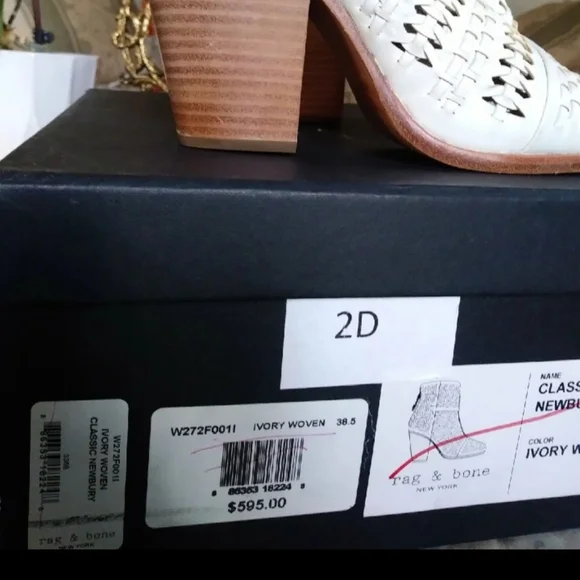 2D
W272F001I
IVORY WOVEN
CLASSIC NEWBURY
rag & bone
NEW YORK
W272F001I IVORY WOVEN 38.5
$595.00
rag & bone
NEW YORK
NAME
CLASS
NEWBU
COLOR
IVORY W